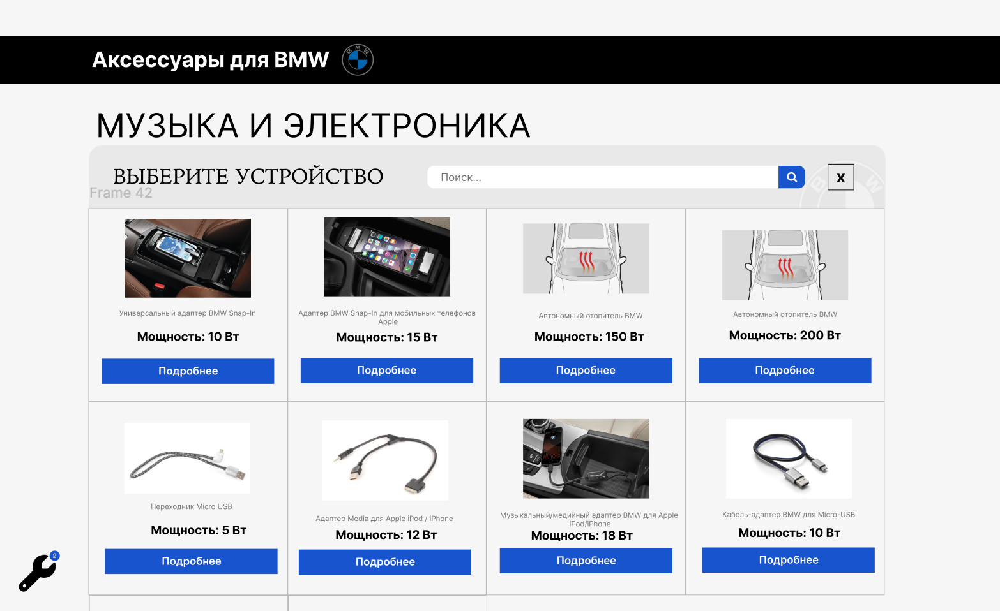 Аксессуары для BMW
BMW
МУЗЫКА И ЭЛЕКТРОНИКА
ВЫБЕРИТЕ УСТРОЙСТВО
Поиск...
X
Frame 42
Универсальный адаптер BMW Snap-In
Мощность: 10 Вт
Подробнее
Адаптер BMW Snap-In для мобильных телефонов
Apple
Мощность: 15 Вт
Подробнее
Автономный отопитель BMW
Мощность: 150 Вт
Подробнее
Автономный отопитель BMW
Мощность: 200 Вт
Подробнее
Переходник Micro USB
Мощность: 5 Вт
Подробнее
Адаптер Media для Apple iPod / iPhone
Мощность: 12 Вт
Подробнее
Музыкальный/медийный адаптер BMW для Apple
iPod/iPhone
Мощность: 18 Вт
Подробнее
Кабель-адаптер BMW для Micro-USB
Мощность: 10 Вт
Подробнее
2